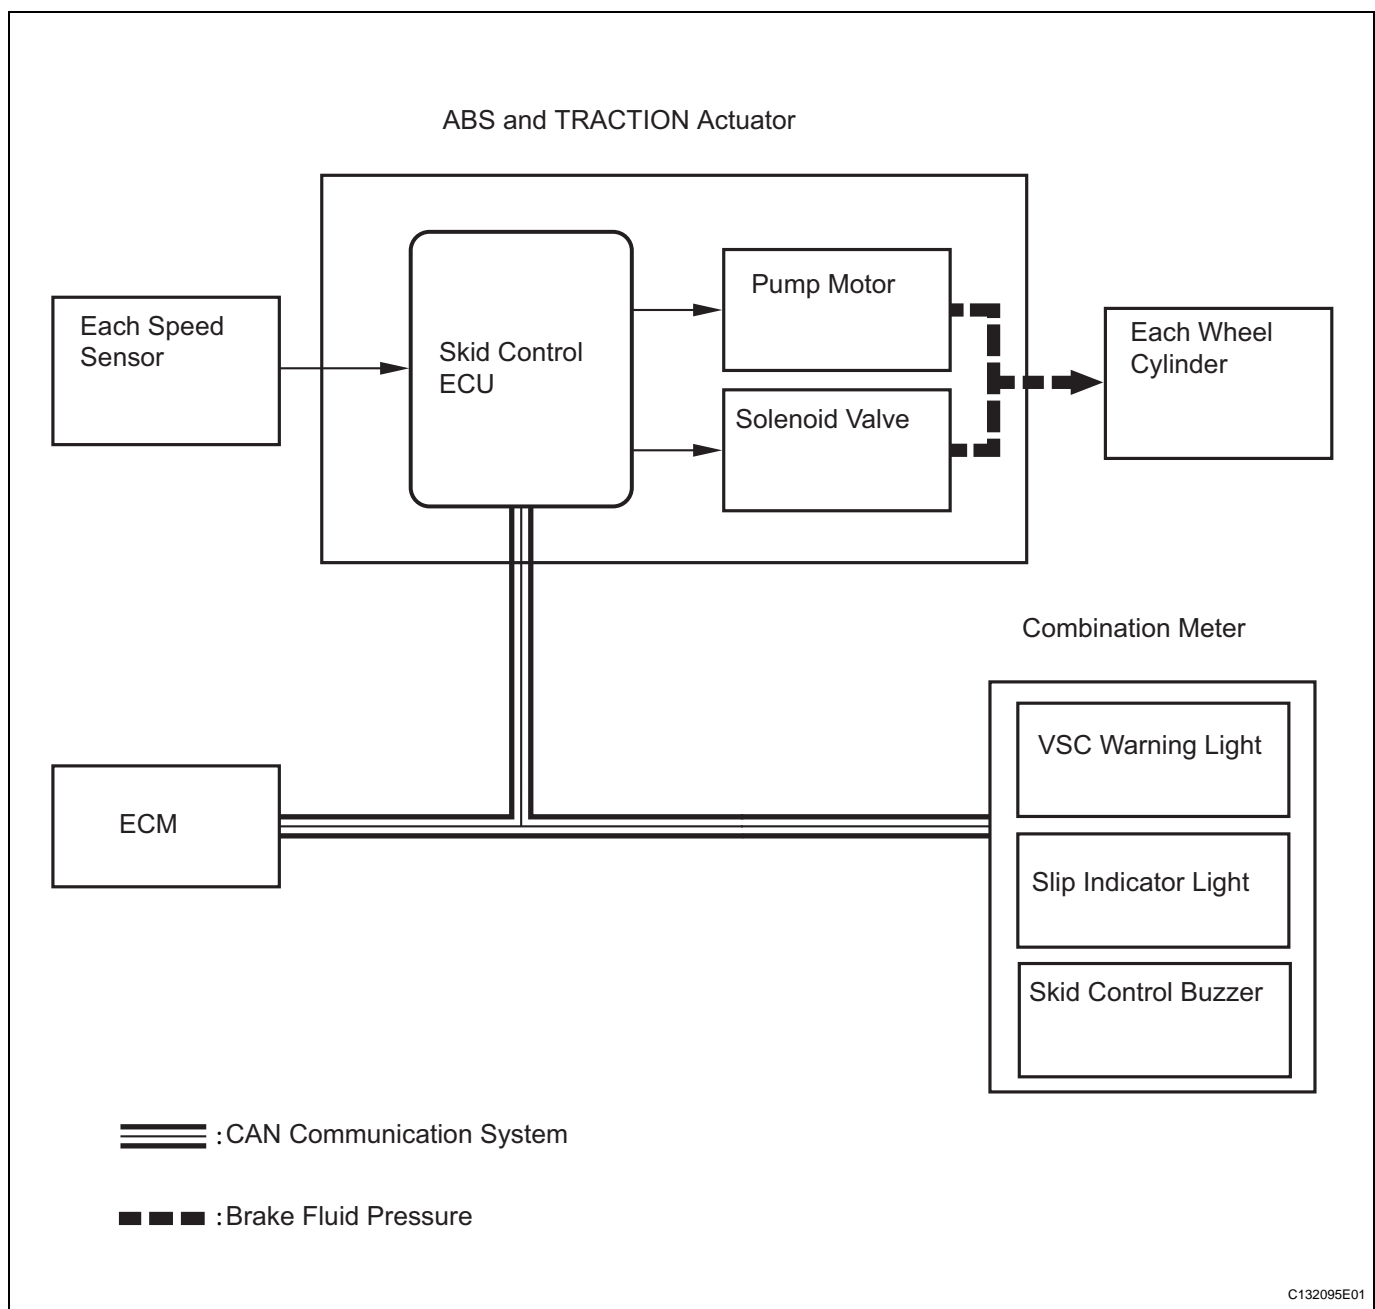 ABS and TRACTION Actuator
Each Speed
Sensor
Skid Control
ECU
Pump Motor
Solenoid Valve
Each Wheel
Cylinder
Combination Meter
VSC Warning Light
ECM
Slip Indicator Light
Skid Control Buzzer
:CAN Communication System
:Brake Fluid Pressure
C132095E01